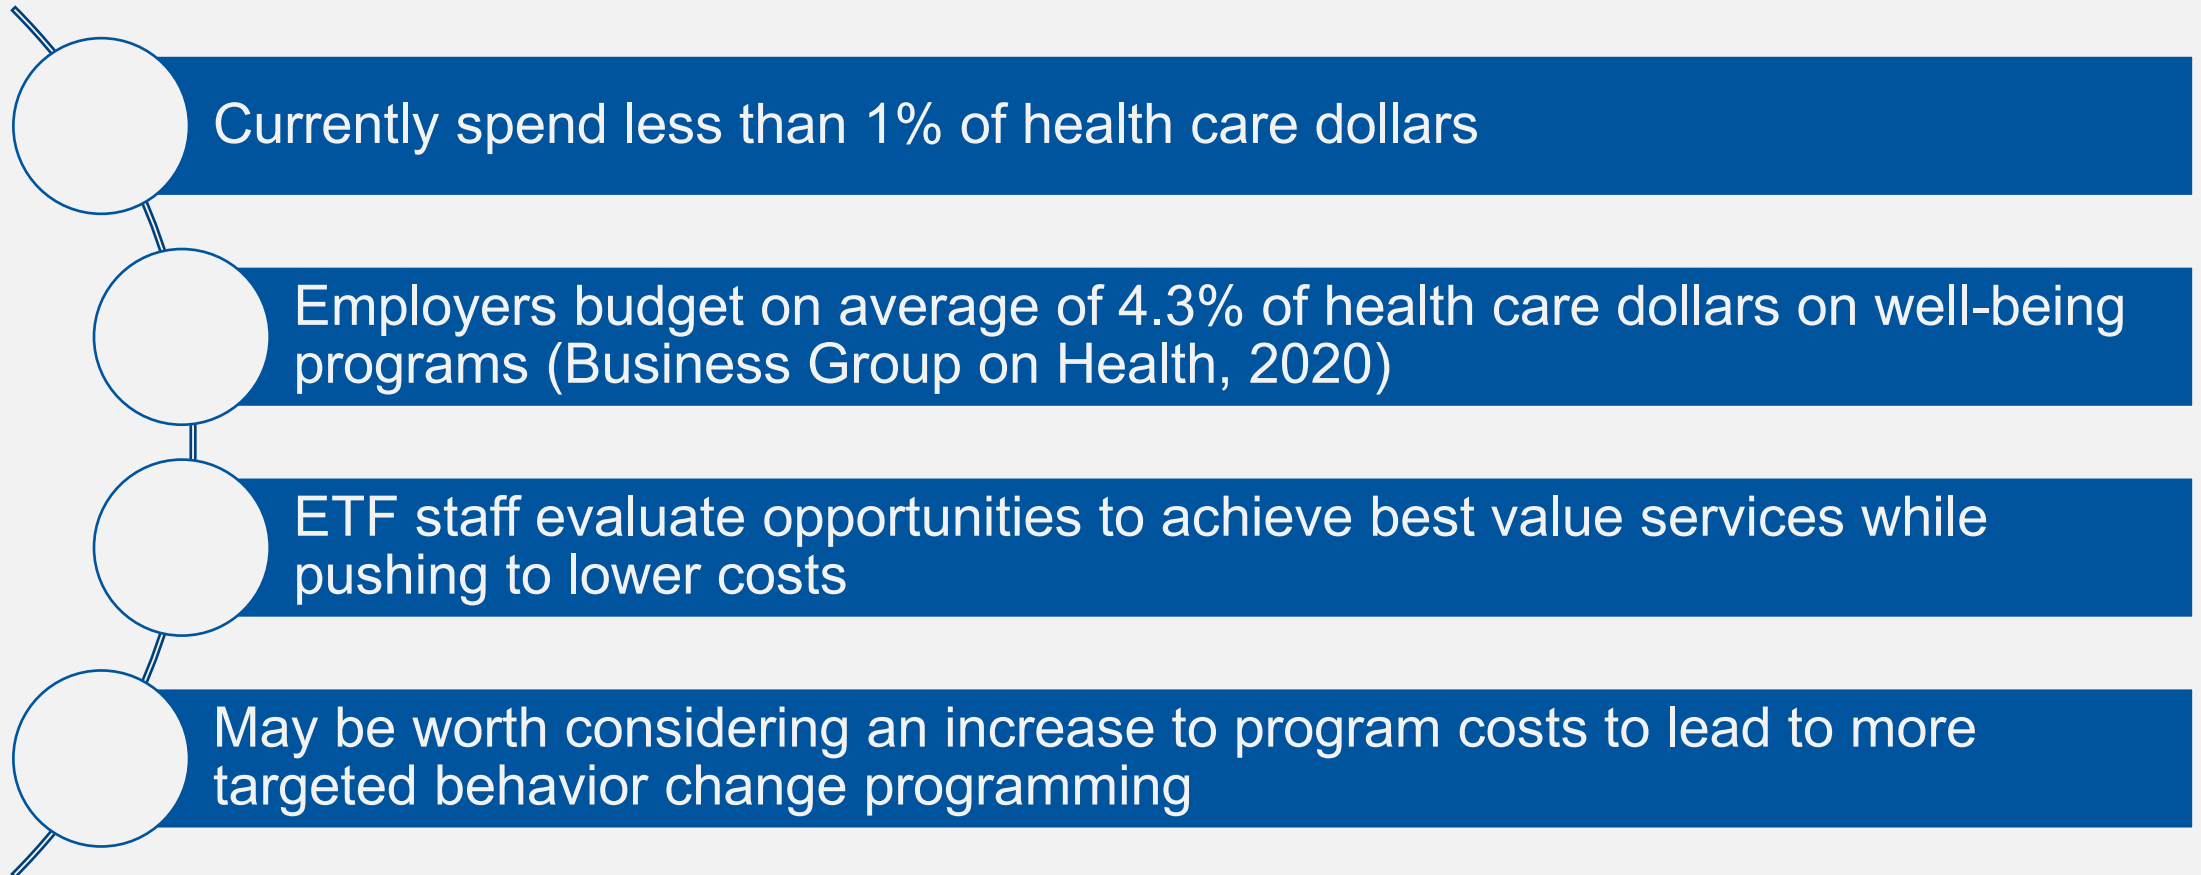 Currently spend less than 1% of health care dollars
Employers budget on average of 4.3% of health care dollars on well-being
programs (Business Group on Health, 2020)
ETF staff evaluate opportunities to achieve best value services while
pushing to lower costs
May be worth considering an increase to program costs to lead to more
targeted behavior change programming